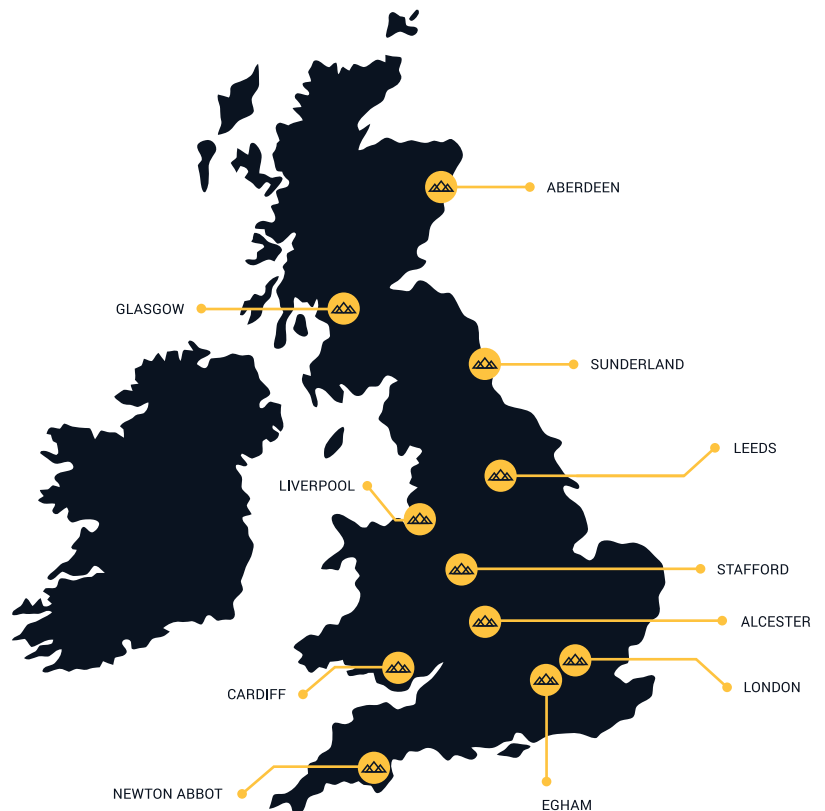 ABERDEEN
GLASGOW
SUNDERLAND
LEEDS
LIVERPOOL
STAFFORD
ALCESTER
LONDON
CARDIFF
NEWTON ABBOT
EGHAM